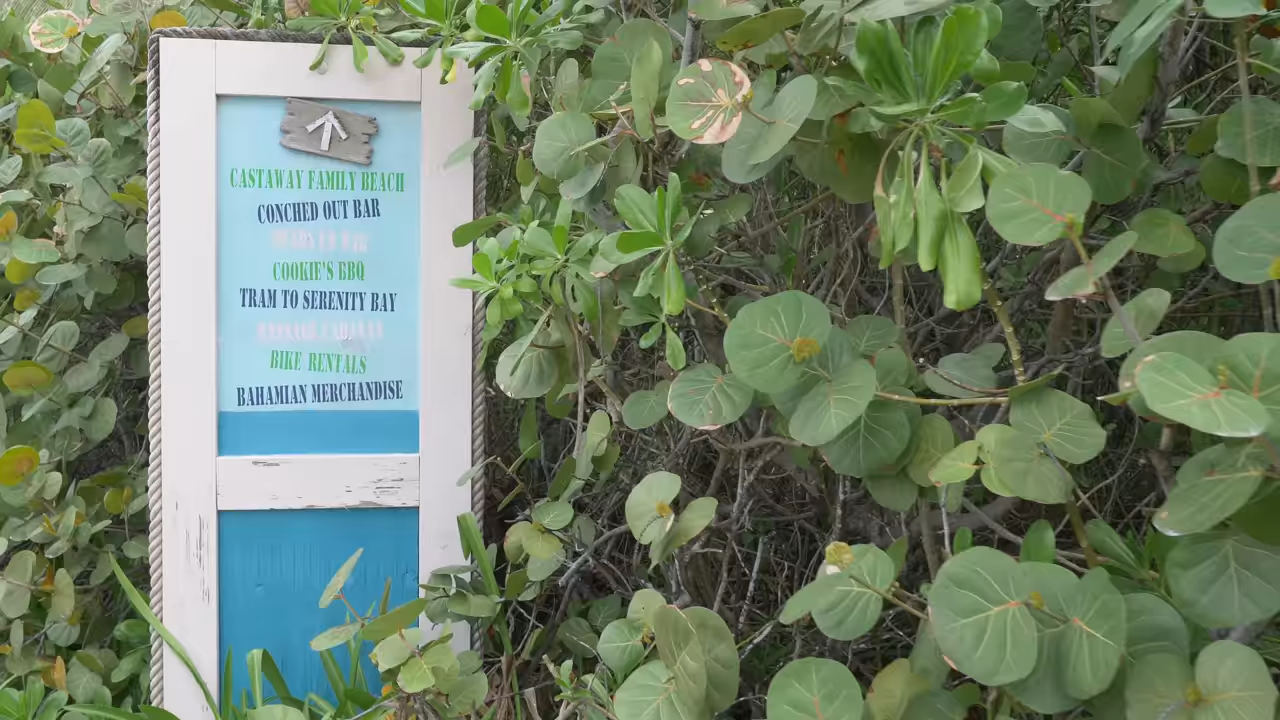 CASTAWAY FAMILY BEACH
CONCHED OUT BAR
COOKIE'S BBQ
TRAM TO SERENITY BAY
BIKE RENTALS
BAHAMIAN MERCHANDISE